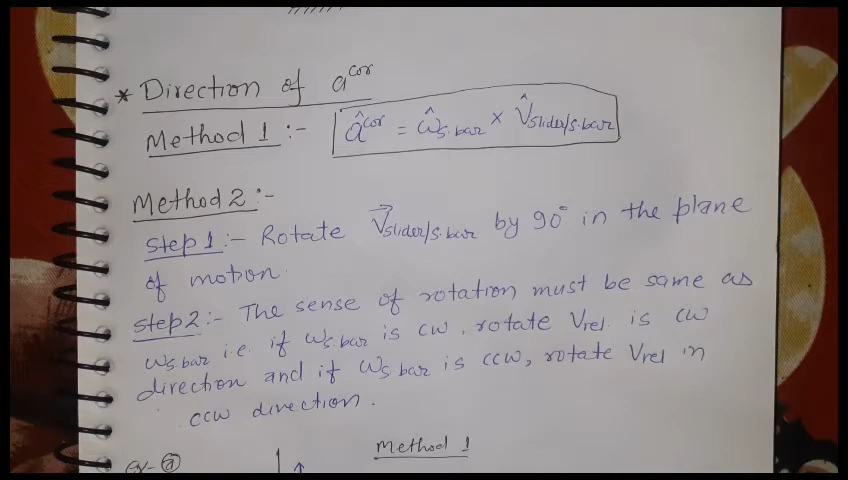 * Direction of a^cor
Method 1 :- â^cor = ω̂s.bar × V̂slider/s.bar
Method 2 :-
Step 1 :- Rotate V⃗slider/s.bar by 90° in the plane
of motion.
Step 2 :- The sense of rotation must be same as
ωs.bar i.e. if ωs.bar is cw, rotate Vrel is cw
direction and if ωs.bar is ccw, rotate Vrel in
ccw direction.
Method 1
Ex-ⓐ